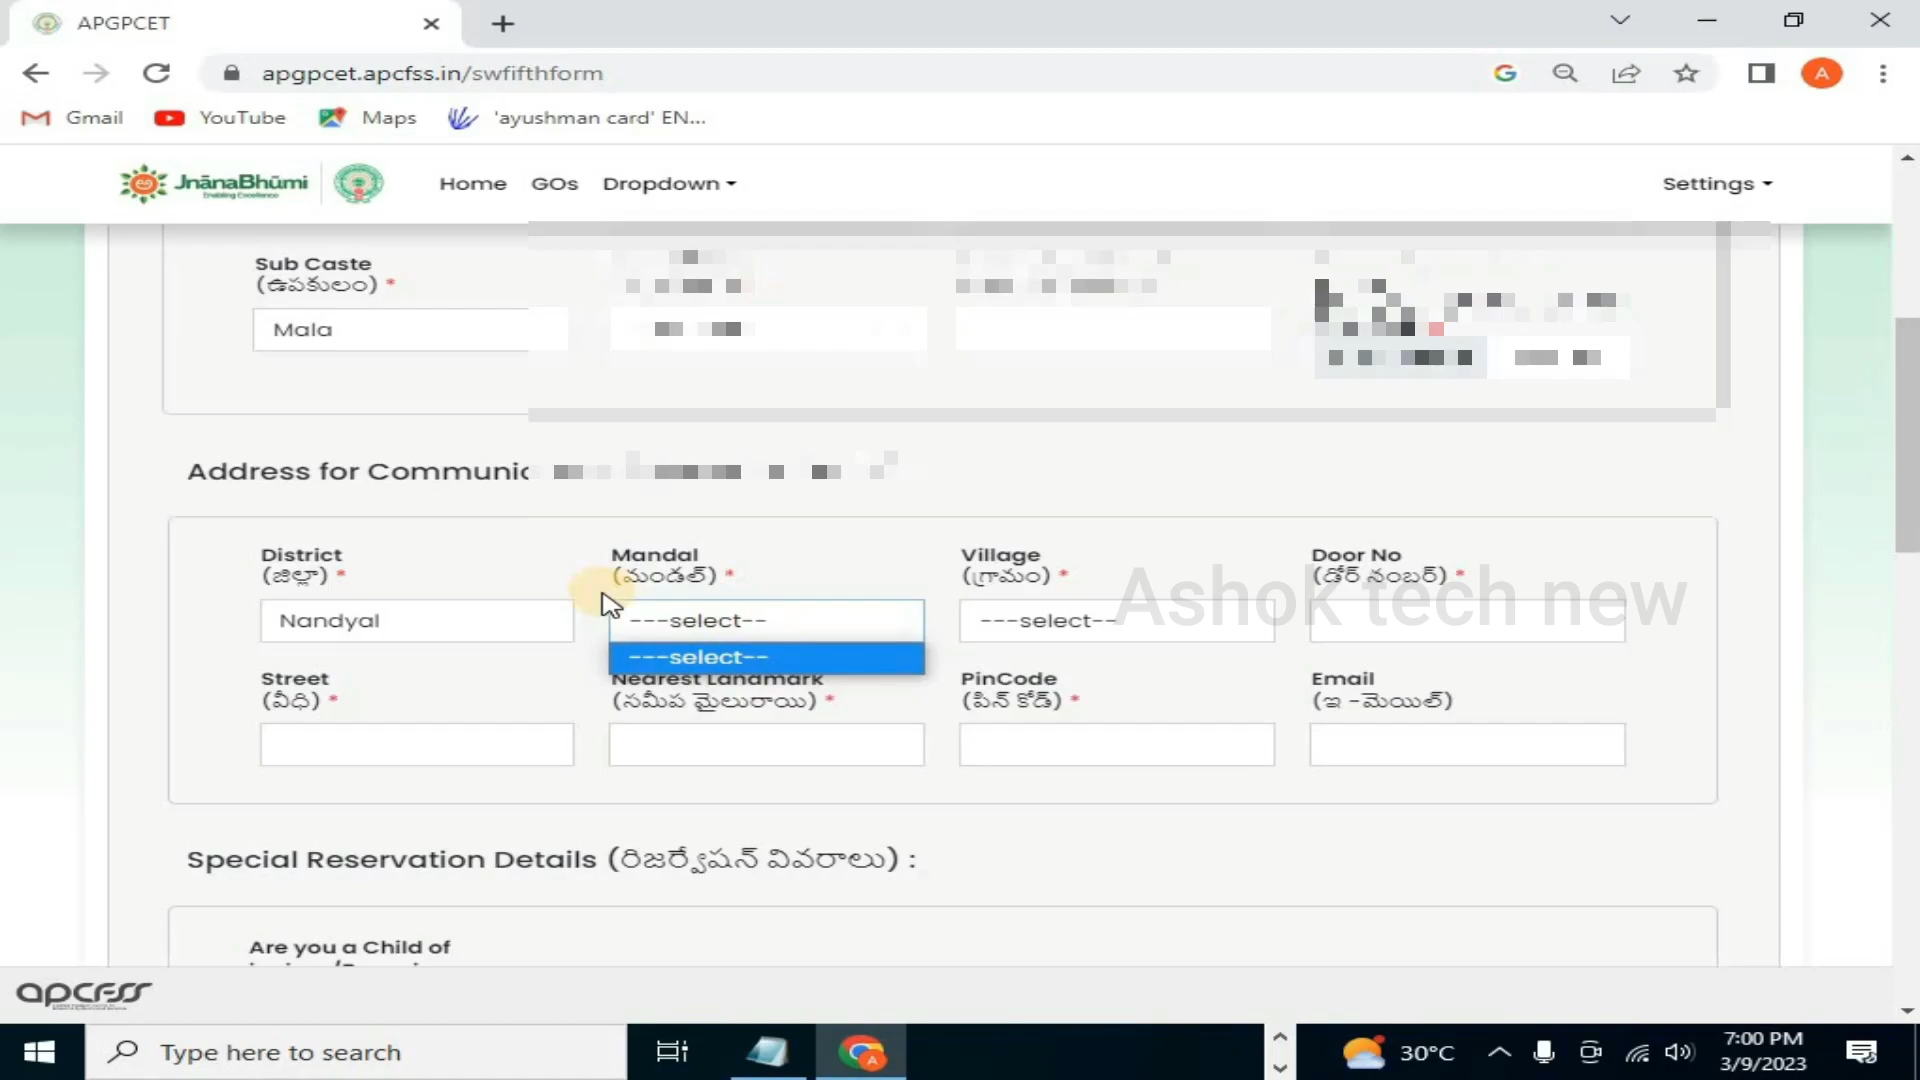 APGPCET
apgpcet.apcfss.in/swfifthform
A
Gmail
YouTube
Maps
'ayushman card' EN...
JnānaBhūmi
Enabling Excellence
Home
GOs
Dropdown
Settings
Sub Caste
(ఉపకులం) *
Mala
Address for Communic
District
(జిల్లా) *
Mandal
(మండల్) *
Village
(గ్రామం) *
Door No
(డోర్ నంబర్) *
Nandyal
---select--
---select--
---select--
Ashok tech new
Street
(వీధి) *
Nearest Landmark
(సమీప మైలురాయి) *
PinCode
(పిన్ కోడ్) *
Email
(ఇ -మెయిల్)
Special Reservation Details (రిజర్వేషన్ వివరాలు) :
Are you a Child of
apcfss
Type here to search
A
30°C
7:00 PM
3/9/2023